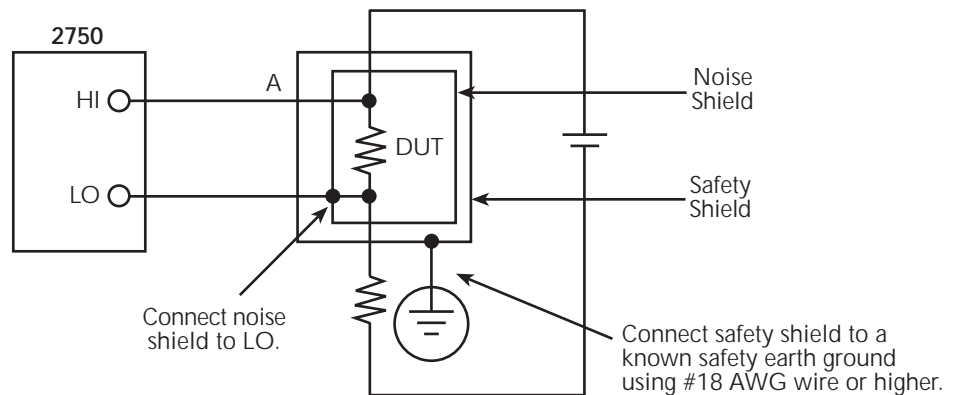 2750
HI
A
LO
DUT
Noise
Shield
Safety
Shield
Connect noise
shield to LO.
Connect safety shield to a
known safety earth ground
using #18 AWG wire or higher.